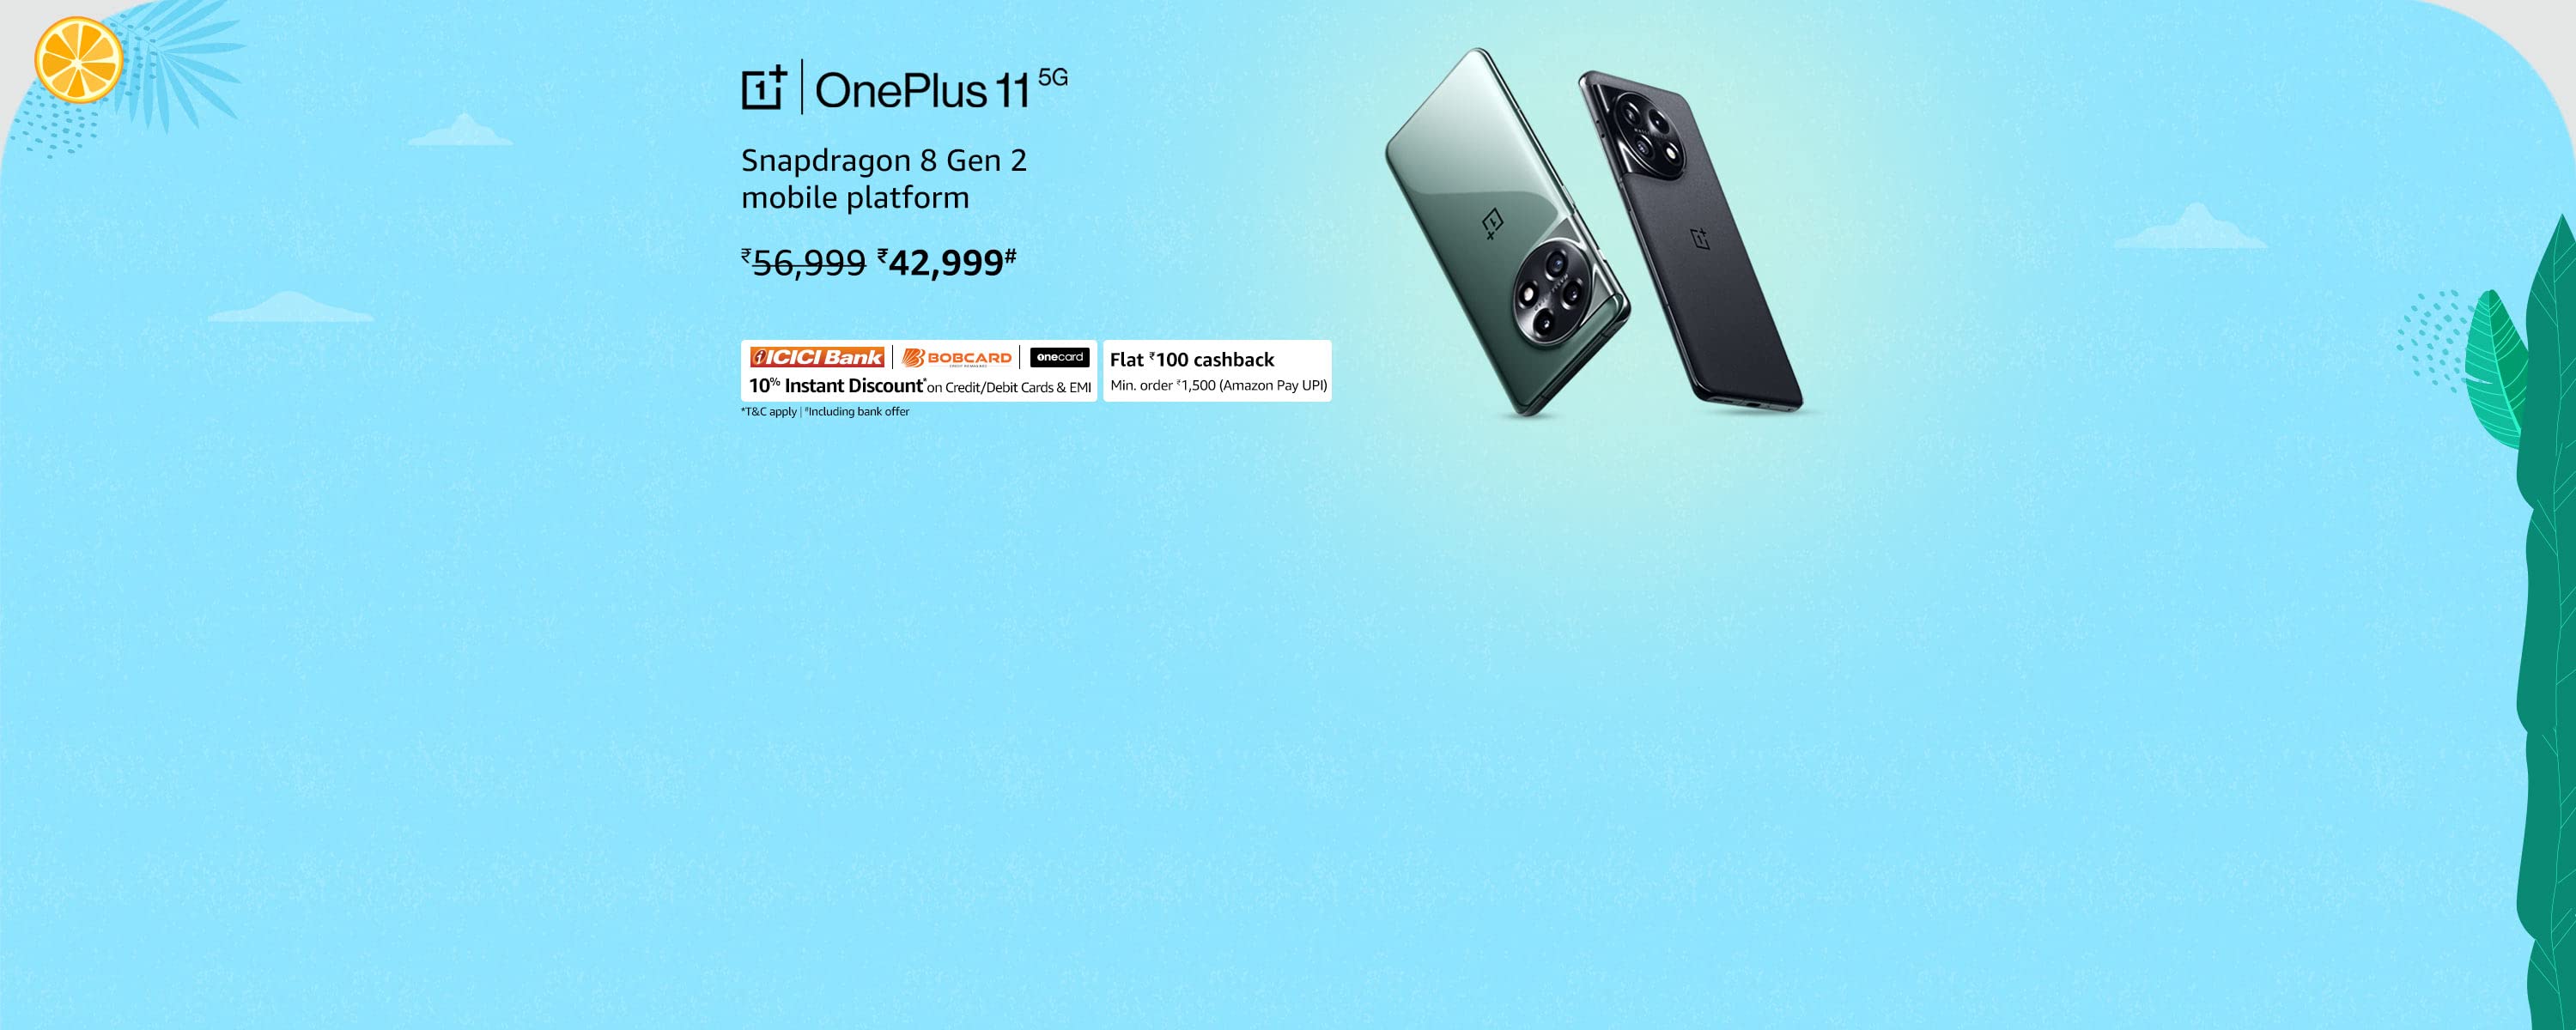 OnePlus 11 5G
Snapdragon 8 Gen 2
mobile platform
₹56,999 ₹42,999#
ICICI Bank | BOBCARD | onecard
10% Instant Discount* on Credit/Debit Cards & EMI
Flat ₹100 cashback
Min. order ₹1,500 (Amazon Pay UPI)
*T&C apply | #Including bank offer